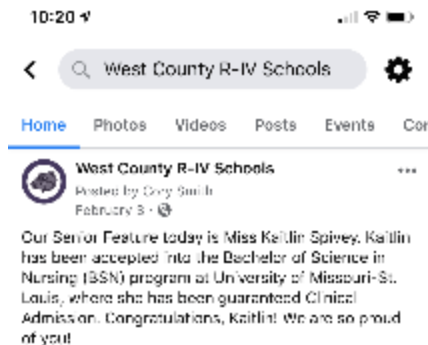 10:20
West County R-IV Schools
Home Photos Videos Posts Events Co
West County R-IV Schools
Posted by Cory Smith
February 3
Our Senior Feature today is Miss Kaitlin Spivey. Kaitlin
has been accepted into the Bachelor of Science in
Nursing (BSN) program at University of Missouri-St.
Louis, where she has been guaranteed Clinical
Admission. Congratulations, Kaitlin! We are so proud
of you!